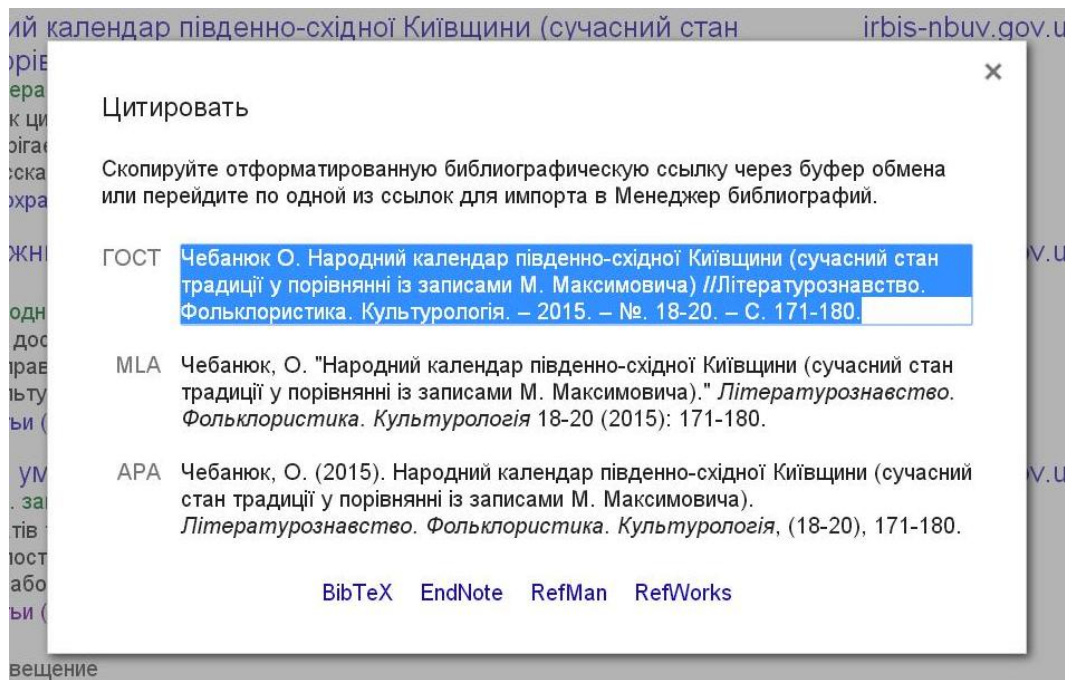 ий календар південно-східної Київщини (сучасний стан irbis-nbuv.gov.u
×
Цитировать
Скопируйте отформатированную библиографическую ссылку через буфер обмена
или перейдите по одной из ссылок для импорта в Менеджер библиографий.
ГОСТ Чебанюк О. Народний календар південно-східної Київщини (сучасний стан
традиції у порівнянні із записами М. Максимовича) //Літературознавство.
Фольклористика. Культурологія. – 2015. – №. 18-20. – С. 171-180.
MLA Чебанюк, О. "Народний календар південно-східної Київщини (сучасний стан
традиції у порівнянні із записами М. Максимовича)." Літературознавство.
Фольклористика. Культурологія 18-20 (2015): 171-180.
APA Чебанюк, О. (2015). Народний календар південно-східної Київщини (сучасний
стан традиції у порівнянні із записами М. Максимовича).
Літературознавство. Фольклористика. Культурологія, (18-20), 171-180.
BibTeX EndNote RefMan RefWorks
вещение